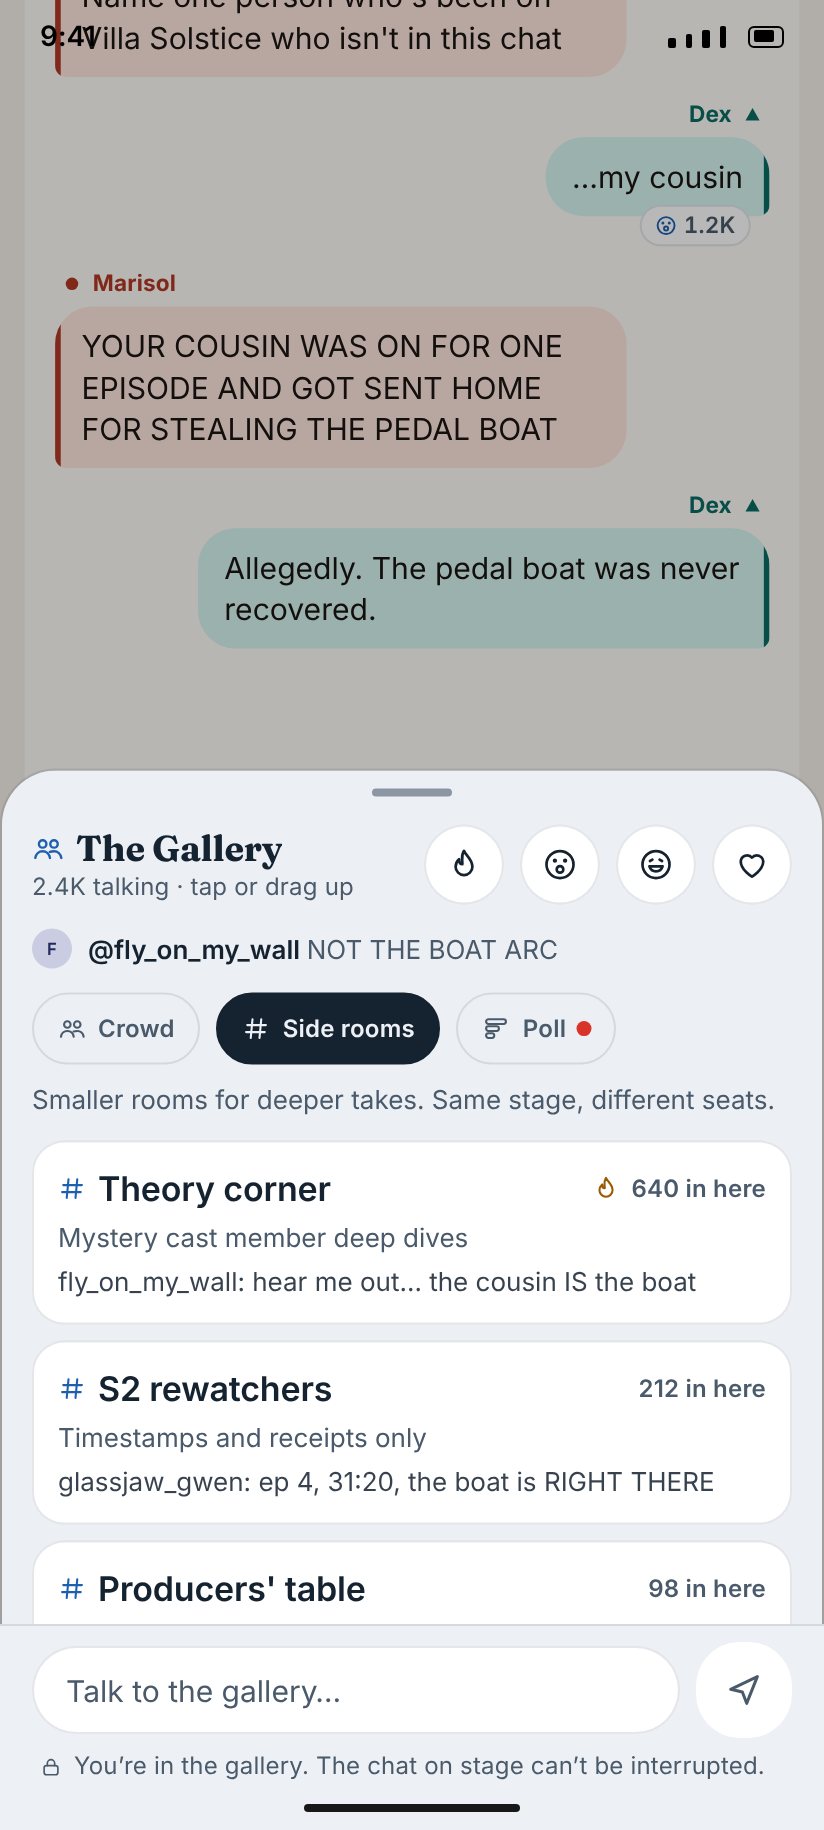 Name one person who's been on
9:41
Villa Solstice who isn't in this chat
Dex
...my cousin
1.2K
Marisol
YOUR COUSIN WAS ON FOR ONE
EPISODE AND GOT SENT HOME
FOR STEALING THE PEDAL BOAT
Dex
Allegedly. The pedal boat was never
recovered.
The Gallery
2.4K talking · tap or drag up
F @fly_on_my_wall NOT THE BOAT ARC
Crowd # Side rooms Poll
Smaller rooms for deeper takes. Same stage, different seats.
# Theory corner 640 in here
Mystery cast member deep dives
fly_on_my_wall: hear me out... the cousin IS the boat
# S2 rewatchers 212 in here
Timestamps and receipts only
glassjaw_gwen: ep 4, 31:20, the boat is RIGHT THERE
# Producers' table 98 in here
Talk to the gallery...
You’re in the gallery. The chat on stage can’t be interrupted.